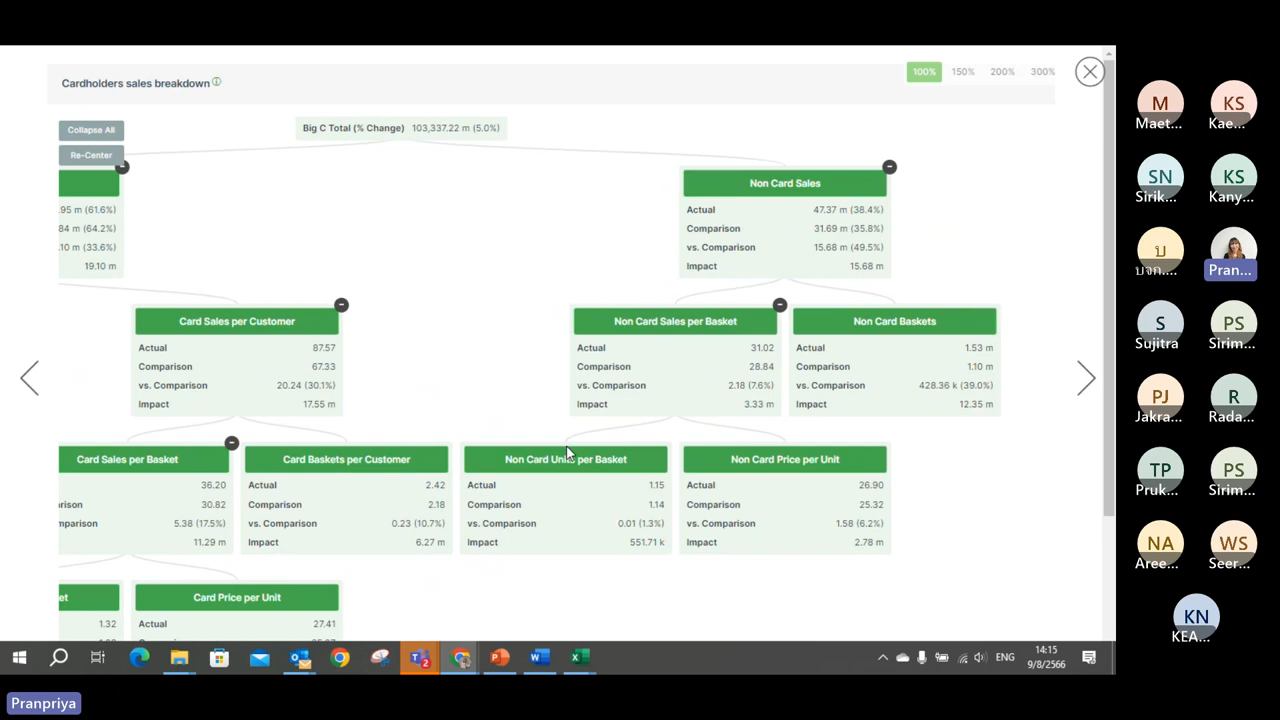 Cardholders sales breakdown
100% 150% 200% 300%
Collapse All
Re-Center
Big C Total (% Change) 103,337.22 m (5.0%)
.95 m (61.6%)
84 m (64.2%)
.10 m (33.6%)
19.10 m
Non Card Sales
Actual 47.37 m (38.4%)
Comparison 31.69 m (35.8%)
vs. Comparison 15.68 m (49.5%)
Impact 15.68 m
Card Sales per Customer
Actual 87.57
Comparison 67.33
vs. Comparison 20.24 (30.1%)
Impact 17.55 m
Non Card Sales per Basket
Actual 31.02
Comparison 28.84
vs. Comparison 2.18 (7.6%)
Impact 3.33 m
Non Card Baskets
Actual 1.53 m
Comparison 1.10 m
vs. Comparison 428.36 k (39.0%)
Impact 12.35 m
Card Sales per Basket
36.20
rison 30.82
mparison 5.38 (17.5%)
11.29 m
Card Baskets per Customer
Actual 2.42
Comparison 2.18
vs. Comparison 0.23 (10.7%)
Impact 6.27 m
Non Card Units per Basket
Actual 1.15
Comparison 1.14
vs. Comparison 0.01 (1.3%)
Impact 551.71 k
Non Card Price per Unit
Actual 26.90
Comparison 25.32
vs. Comparison 1.58 (6.2%)
Impact 2.78 m
et
1.32
Card Price per Unit
Actual 27.41
M
Maet...
KS
Kae...
SN
Sirik...
KS
Kany...
บ
บจก....
Pran...
S
Sujitra
PS
Sirim...
PJ
Jakra...
R
Rada...
TP
Pruk...
PS
Sirim...
NA
Aree...
WS
Seer...
KN
KEA...
2
ENG
14:15
9/8/2566
Pranpriya